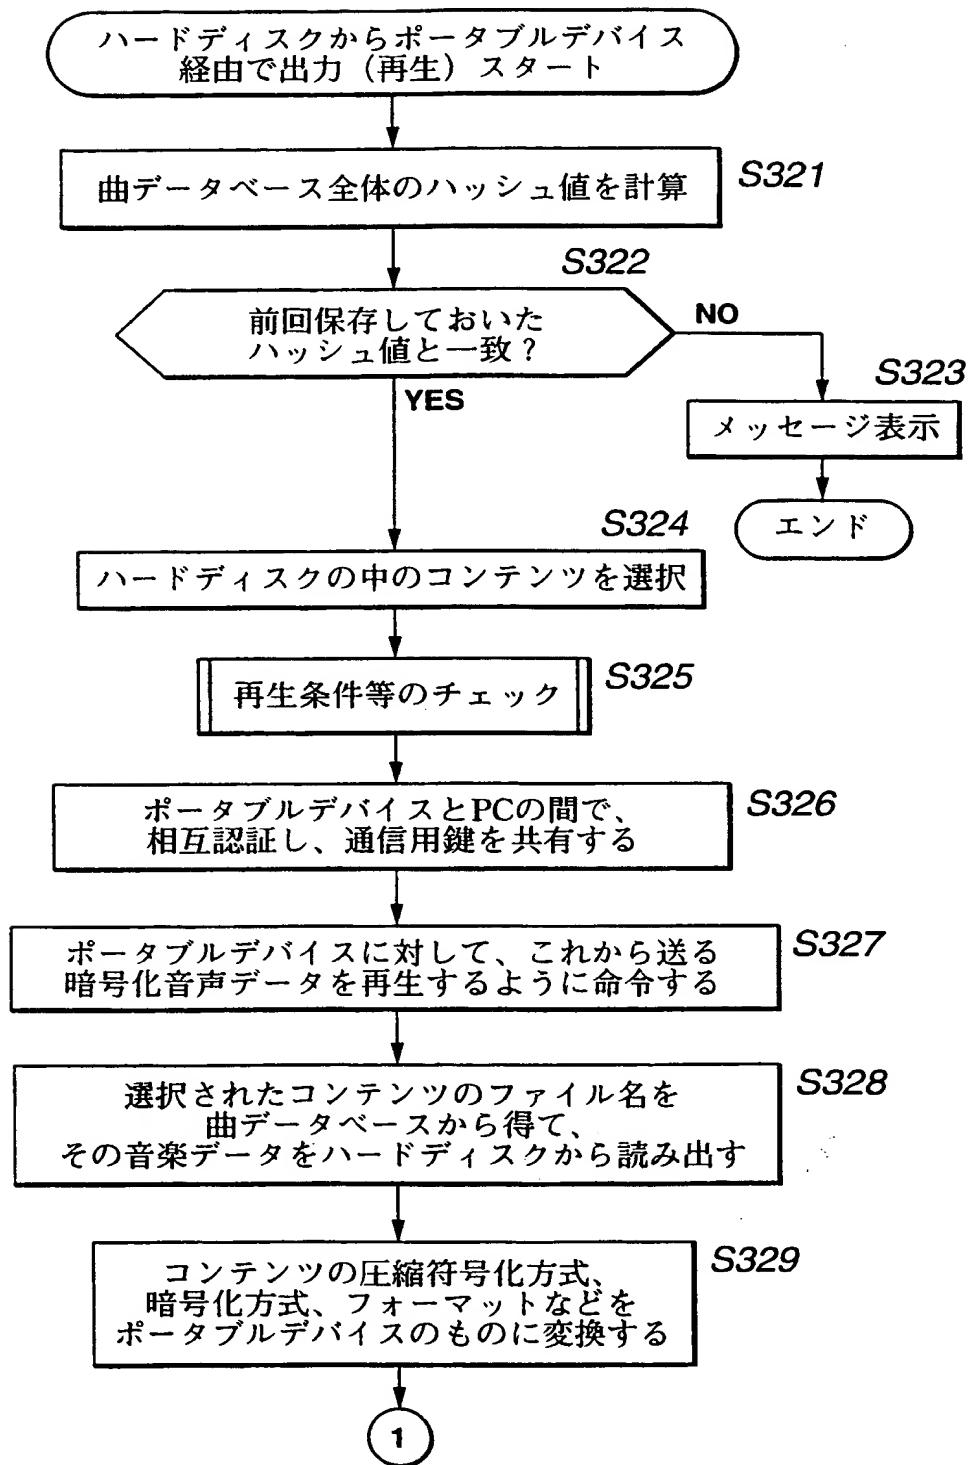 ハードディスクからポータブルデバイス
経由で出力（再生）スタート
曲データベース全体のハッシュ値を計算
S321
S322
前回保存しておいた
ハッシュ値と一致？
NO
YES
S323
メッセージ表示
エンド
S324
ハードディスクの中のコンテンツを選択
再生条件等のチェック
S325
ポータブルデバイスとPCの間で、
相互認証し、通信用鍵を共有する
S326
ポータブルデバイスに対して、これから送る
暗号化音声データを再生するように命令する
S327
選択されたコンテンツのファイル名を
曲データベースから得て、
その音楽データをハードディスクから読み出す
S328
コンテンツの圧縮符号化方式、
暗号化方式、フォーマットなどを
ポータブルデバイスのものに変換する
S329
1